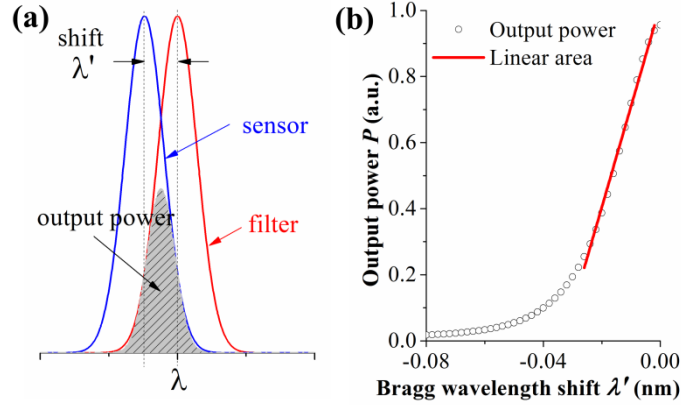 (a)
shift
λ'
sensor
output power
filter
λ
(b)
Output power
Linear area
Output power P (a.u.)
1.0
0.8
0.6
0.4
0.2
0.0
-0.08
-0.04
0.00
Bragg wavelength shift λ' (nm)